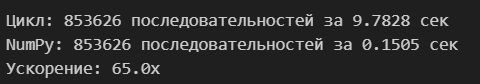 Цикл: 853626 последовательностей за 9.7828 сек
NumPy: 853626 последовательностей за 0.1505 сек
Ускорение: 65.0x